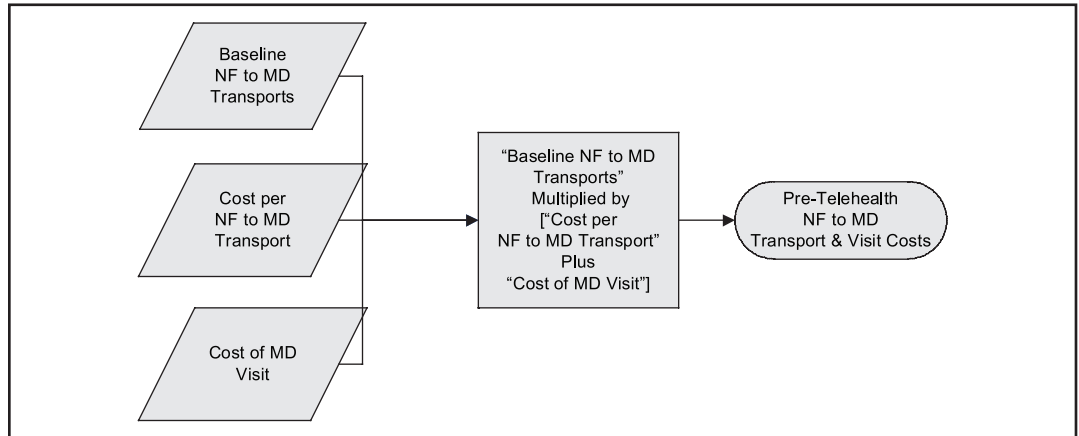 Baseline
NF to MD
Transports
Cost per
NF to MD
Transport
Cost of MD
Visit
“Baseline NF to MD
Transports”
Multiplied by
[“Cost per
NF to MD Transport”
Plus
“Cost of MD Visit”]
Pre-Telehealth
NF to MD
Transport & Visit Costs